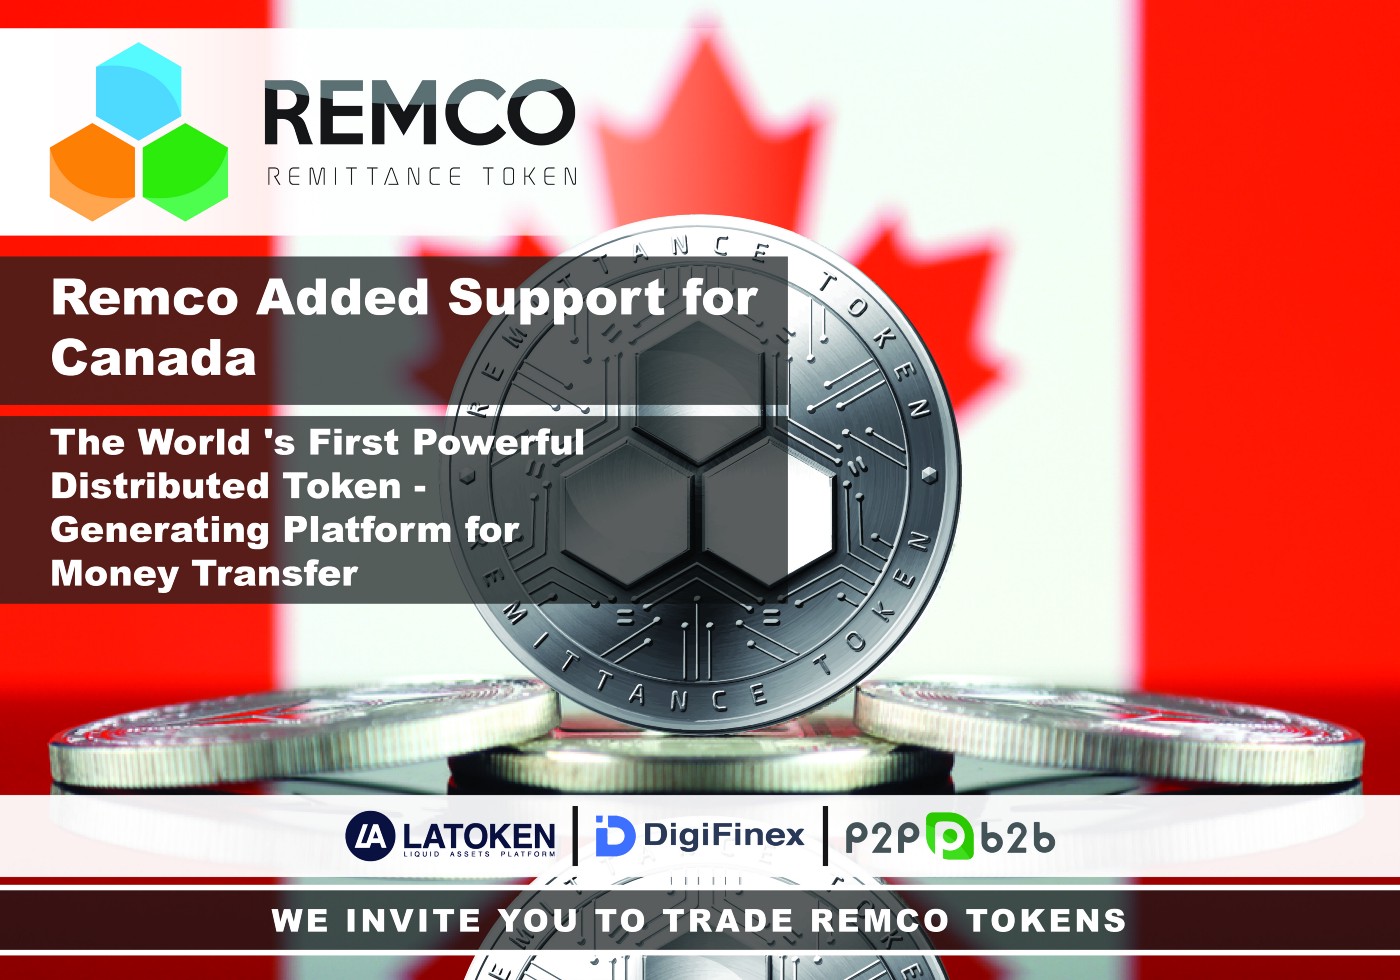 REMCO
REMITTANCE TOKEN
REMITTANCE TOKEN
Remco Added Support for
Canada
The World 's First Powerful
Distributed Token -
Generating Platform for
Money Transfer
REMITTANCE TOKEN
LATOKEN
LIQUID ASSETS PLATFORM
DigiFinex
P2P b2b
WE INVITE YOU TO TRADE REMCO TOKENS